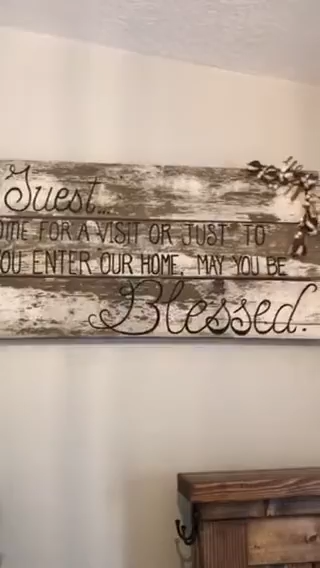 Guest...
OME FOR A VISIT OR JUST TO
OU ENTER OUR HOME, MAY YOU BE
Blessed.